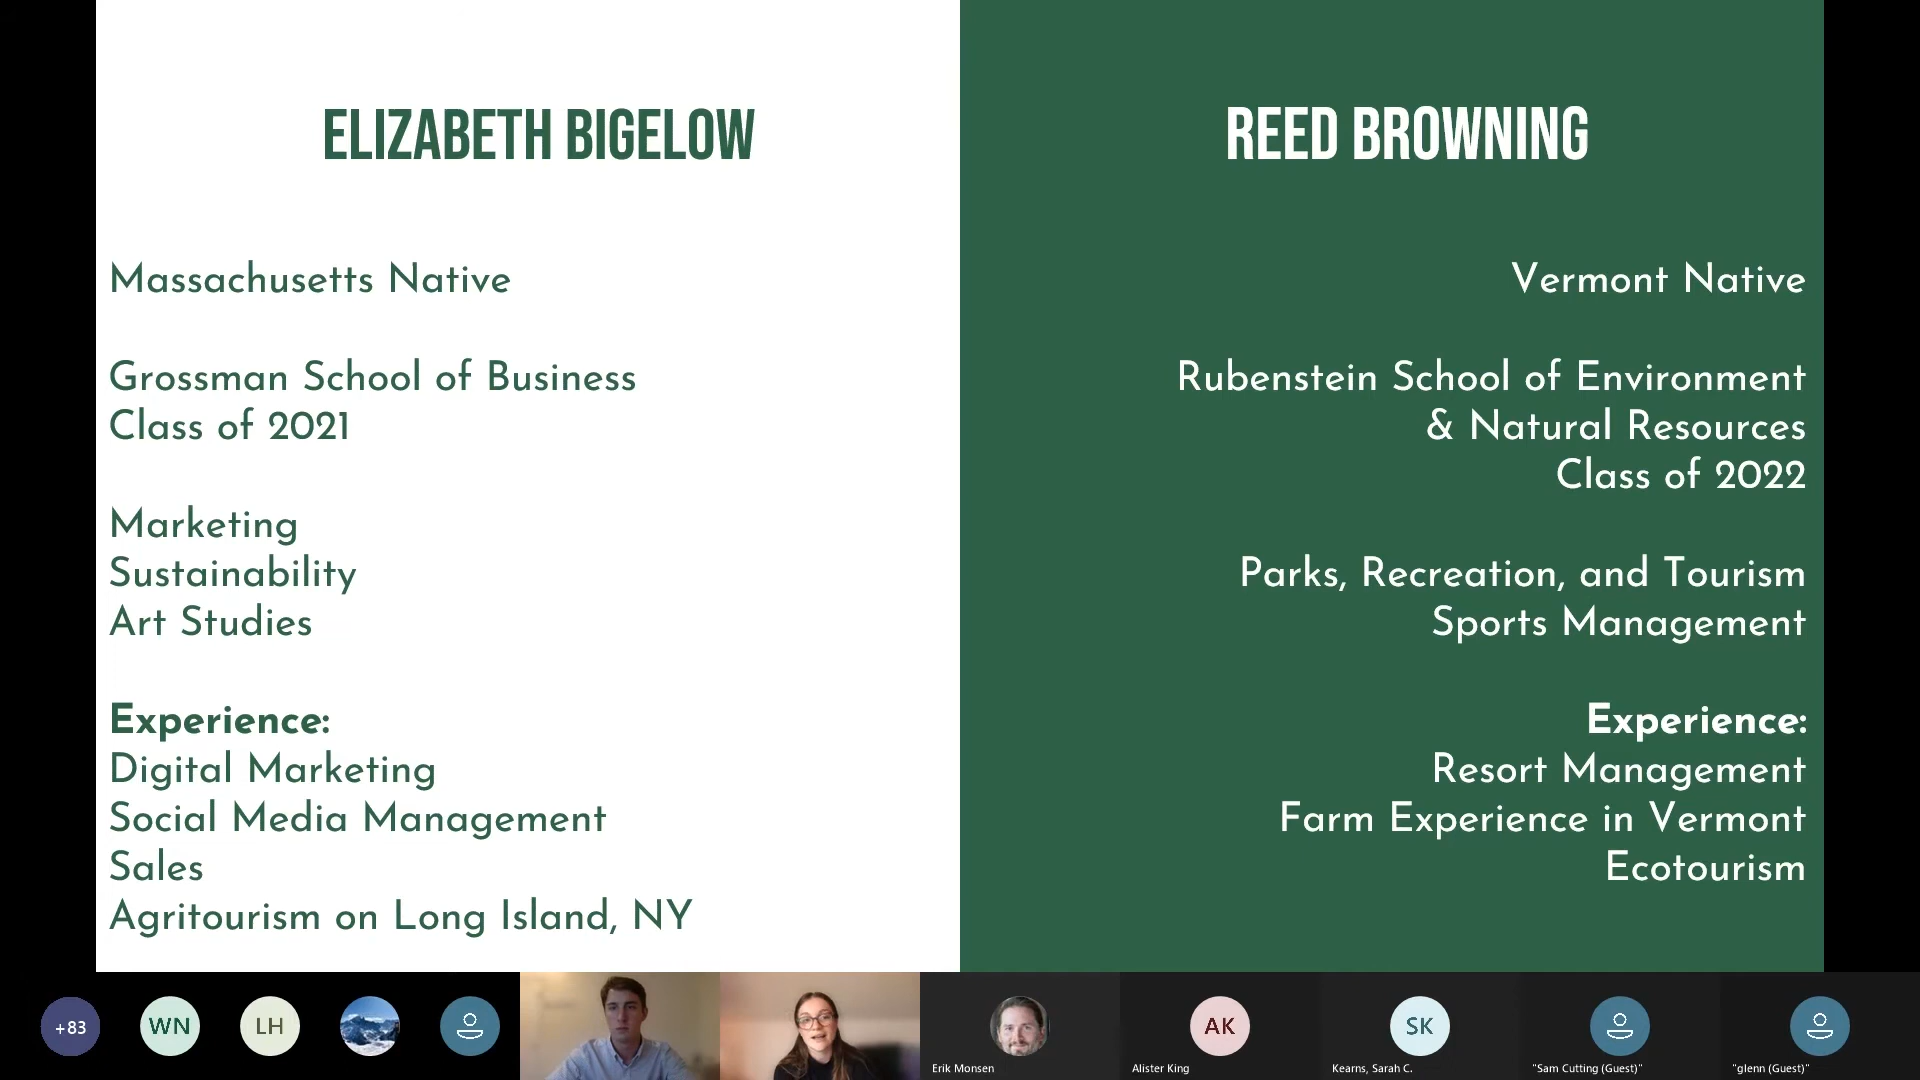 ELIZABETH BIGELOW
Massachusetts Native
Grossman School of Business
Class of 2021
Marketing
Sustainability
Art Studies
Experience:
Digital Marketing
Social Media Management
Sales
Agritourism on Long Island, NY
REED BROWNING
Vermont Native
Rubenstein School of Environment
& Natural Resources
Class of 2022
Parks, Recreation, and Tourism
Sports Management
Experience:
Resort Management
Farm Experience in Vermont
Ecotourism
+83
WN
LH
Erik Monsen
AK
Alister King
SK
Kearns, Sarah C.
"Sam Cutting (Guest)"
"glenn (Guest)"